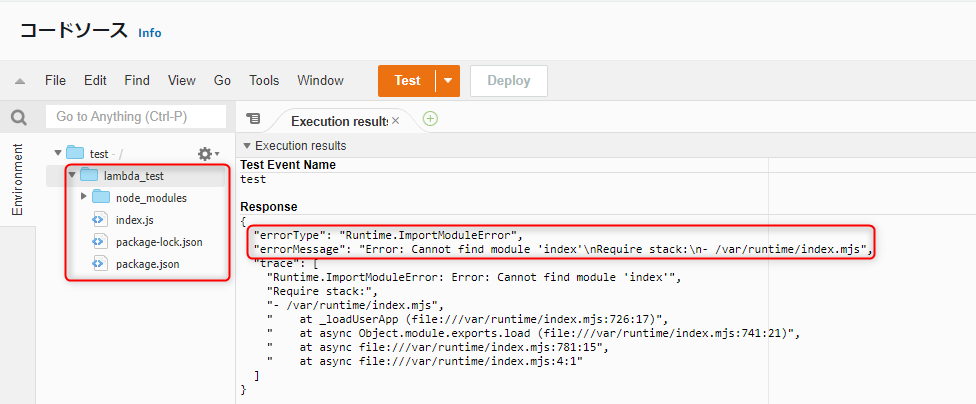 コードソース Info
File Edit Find View Go Tools Window Test Deploy
Go to Anything (Ctrl-P)
Execution results
Environment
test - /
lambda_test
node_modules
index.js
package-lock.json
package.json
Execution results
Test Event Name
test
Response
{
"errorType": "Runtime.ImportModuleError",
"errorMessage": "Error: Cannot find module 'index'\nRequire stack:\n- /var/runtime/index.mjs",
"trace": [
"Runtime.ImportModuleError: Error: Cannot find module 'index'",
"Require stack:",
"- /var/runtime/index.mjs",
"    at _loadUserApp (file:///var/runtime/index.mjs:726:17)",
"    at async Object.module.exports.load (file:///var/runtime/index.mjs:741:21)",
"    at async file:///var/runtime/index.mjs:781:15",
"    at async file:///var/runtime/index.mjs:4:1"
]
}